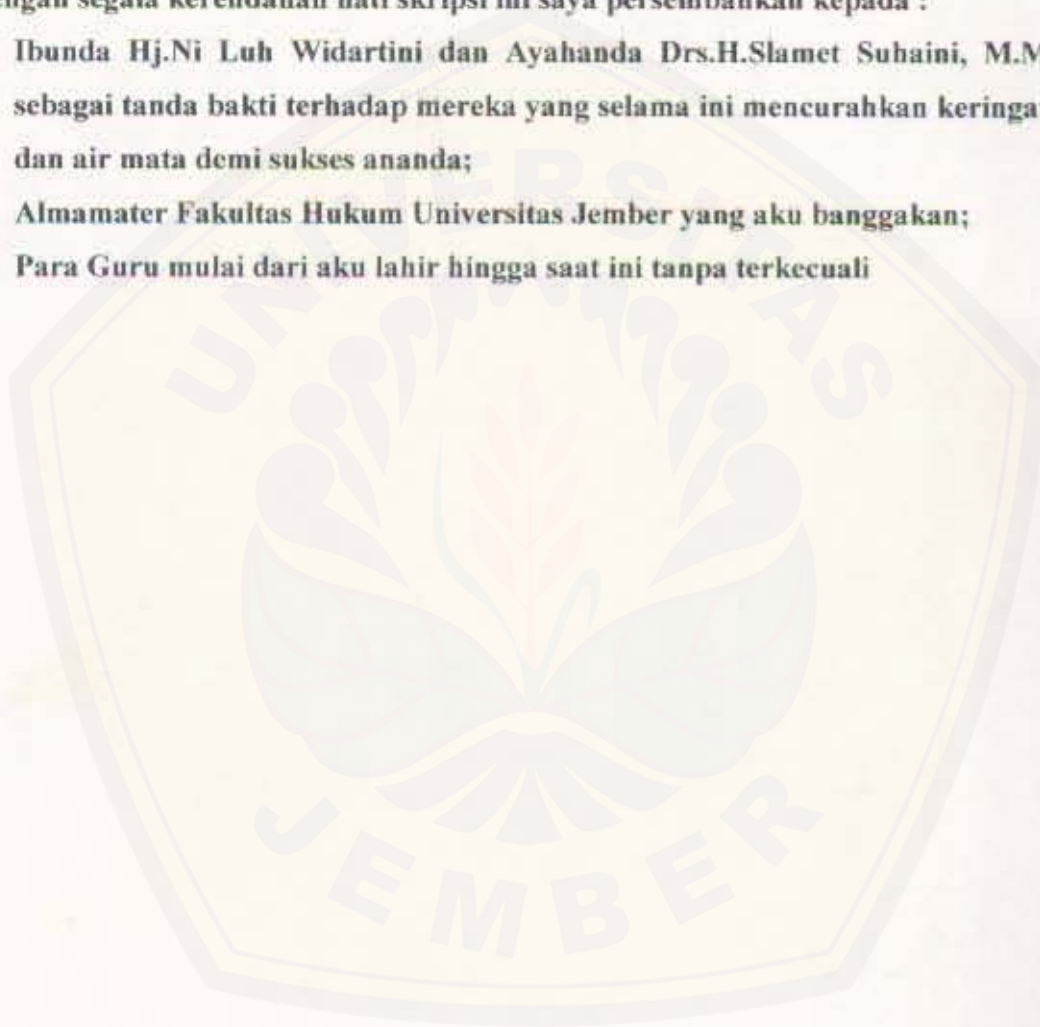 ngan segala kerendahan hati skripsi ini saya persembahkan kepada :
Ibunda Hj.Ni Luh Widartini dan Ayahanda Drs.H.Slamet Suhaini, M.M
sebagai tanda bakti terhadap mereka yang selama ini mencurahkan keringa
dan air mata demi sukses ananda;
Almamater Fakultas Hukum Universitas Jember yang aku banggakan;
Para Guru mulai dari aku lahir hingga saat ini tanpa terkecuali
UNIVERSITAS
JEMBER